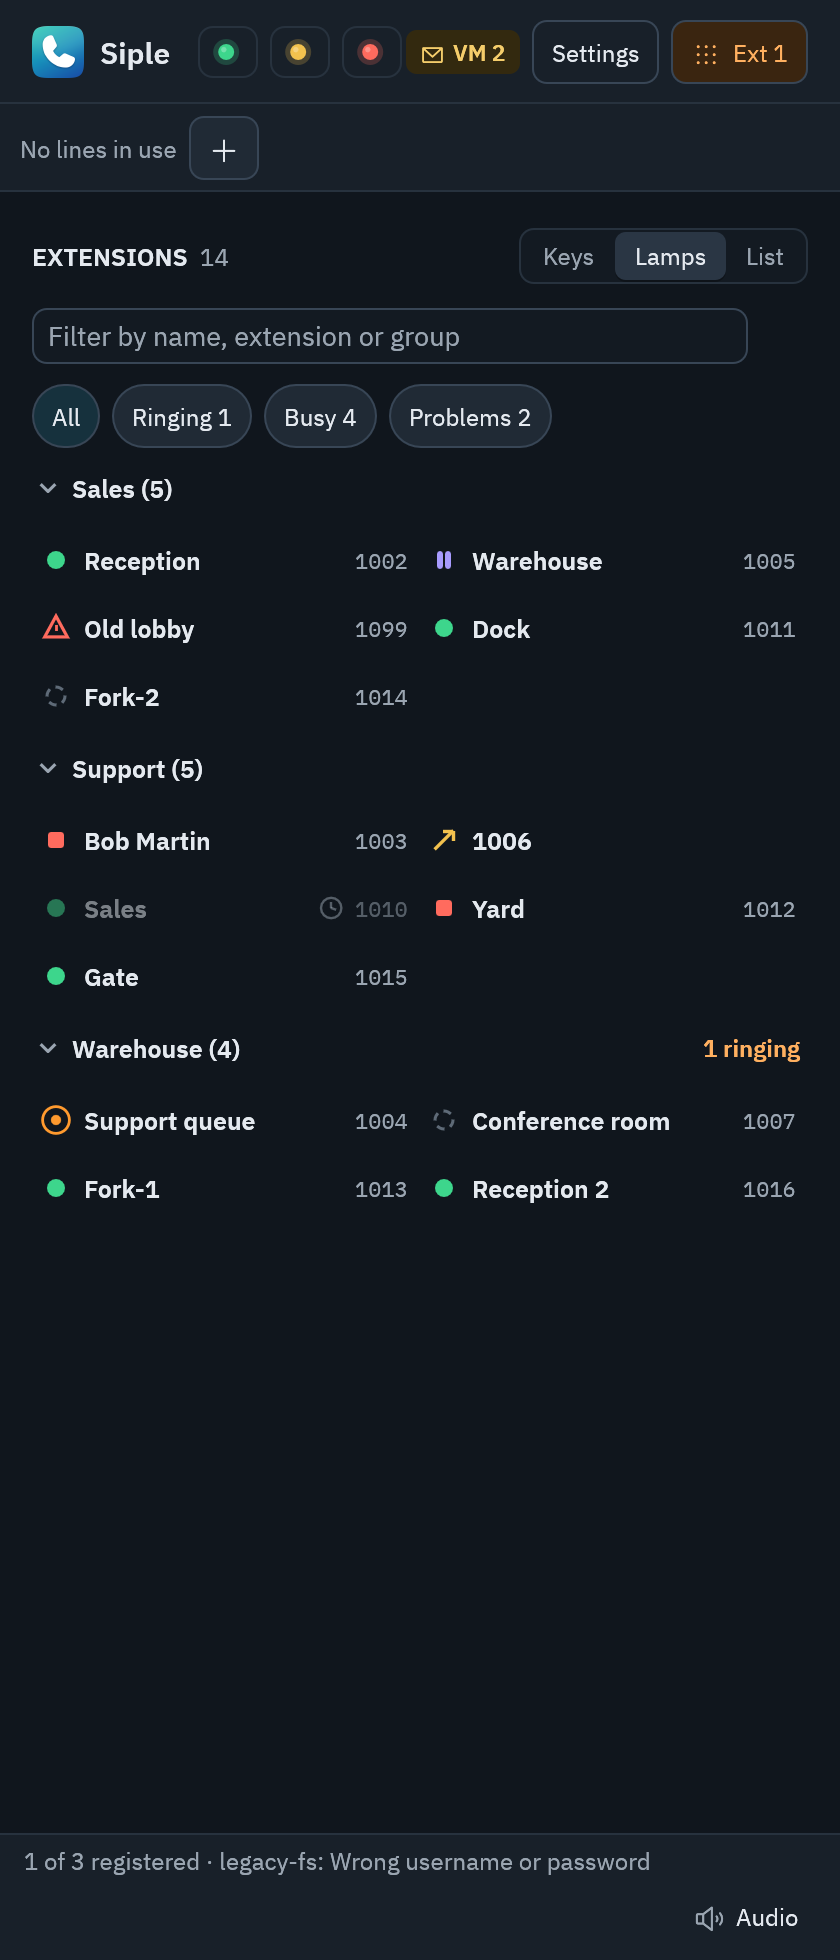 Siple VM 2 Settings Ext 1
No lines in use
EXTENSIONS 14 Keys Lamps List
Filter by name, extension or group
All Ringing 1 Busy 4 Problems 2
Sales (5)
Reception 1002 Warehouse 1005
Old lobby 1099 Dock 1011
Fork-2 1014
Support (5)
Bob Martin 1003 1006
Sales 1010 Yard 1012
Gate 1015
Warehouse (4) 1 ringing
Support queue 1004 Conference room 1007
Fork-1 1013 Reception 2 1016
1 of 3 registered · legacy-fs: Wrong username or password
Audio